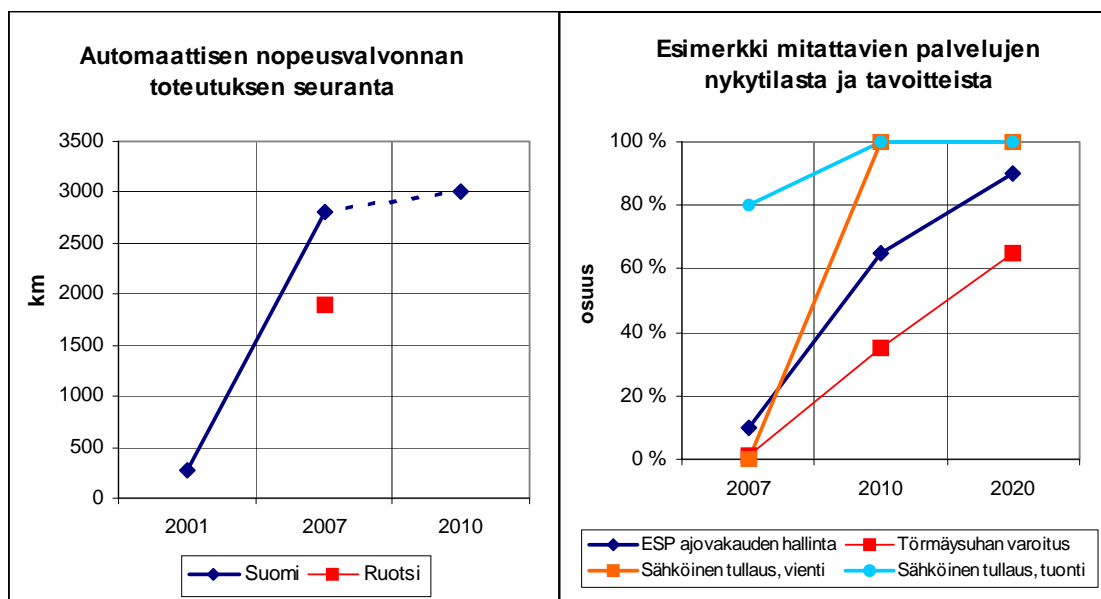 Automaattisen nopeusvalvonnan
toteutuksen seuranta
3500
3000
2500
2000
1500
1000
500
0
km
2001 2007 2010
Suomi Ruotsi
Esimerkki mitattavien palvelujen
nykytilasta ja tavoitteista
100 %
80 %
60 %
40 %
20 %
0 %
osuus
2007 2010 2020
ESP ajovakauden hallinta Törmäysuhan varoitus
Sähköinen tullaus, vienti Sähköinen tullaus, tuonti